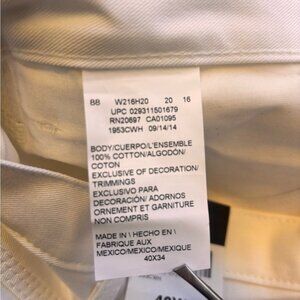 88 W216H20 20 16
UPC 029311501679
RN20697 CA01095
1953CWH 09/14/14
BODY/CUERPO/L'ENSEMBLE
100% COTTON/ALGODÓN/
COTON
EXCLUSIVE OF DECORATION/
TRIMMINGS
EXCLUSIVO PARA
DECORACIÓN/ ADORNOS
ORNEMENT ET GARNITURE
NON COMPRIS
MADE IN \ HECHO EN \
FABRIQUE AUX
MEXICO/MEXICO/MEXIQUE
40X34